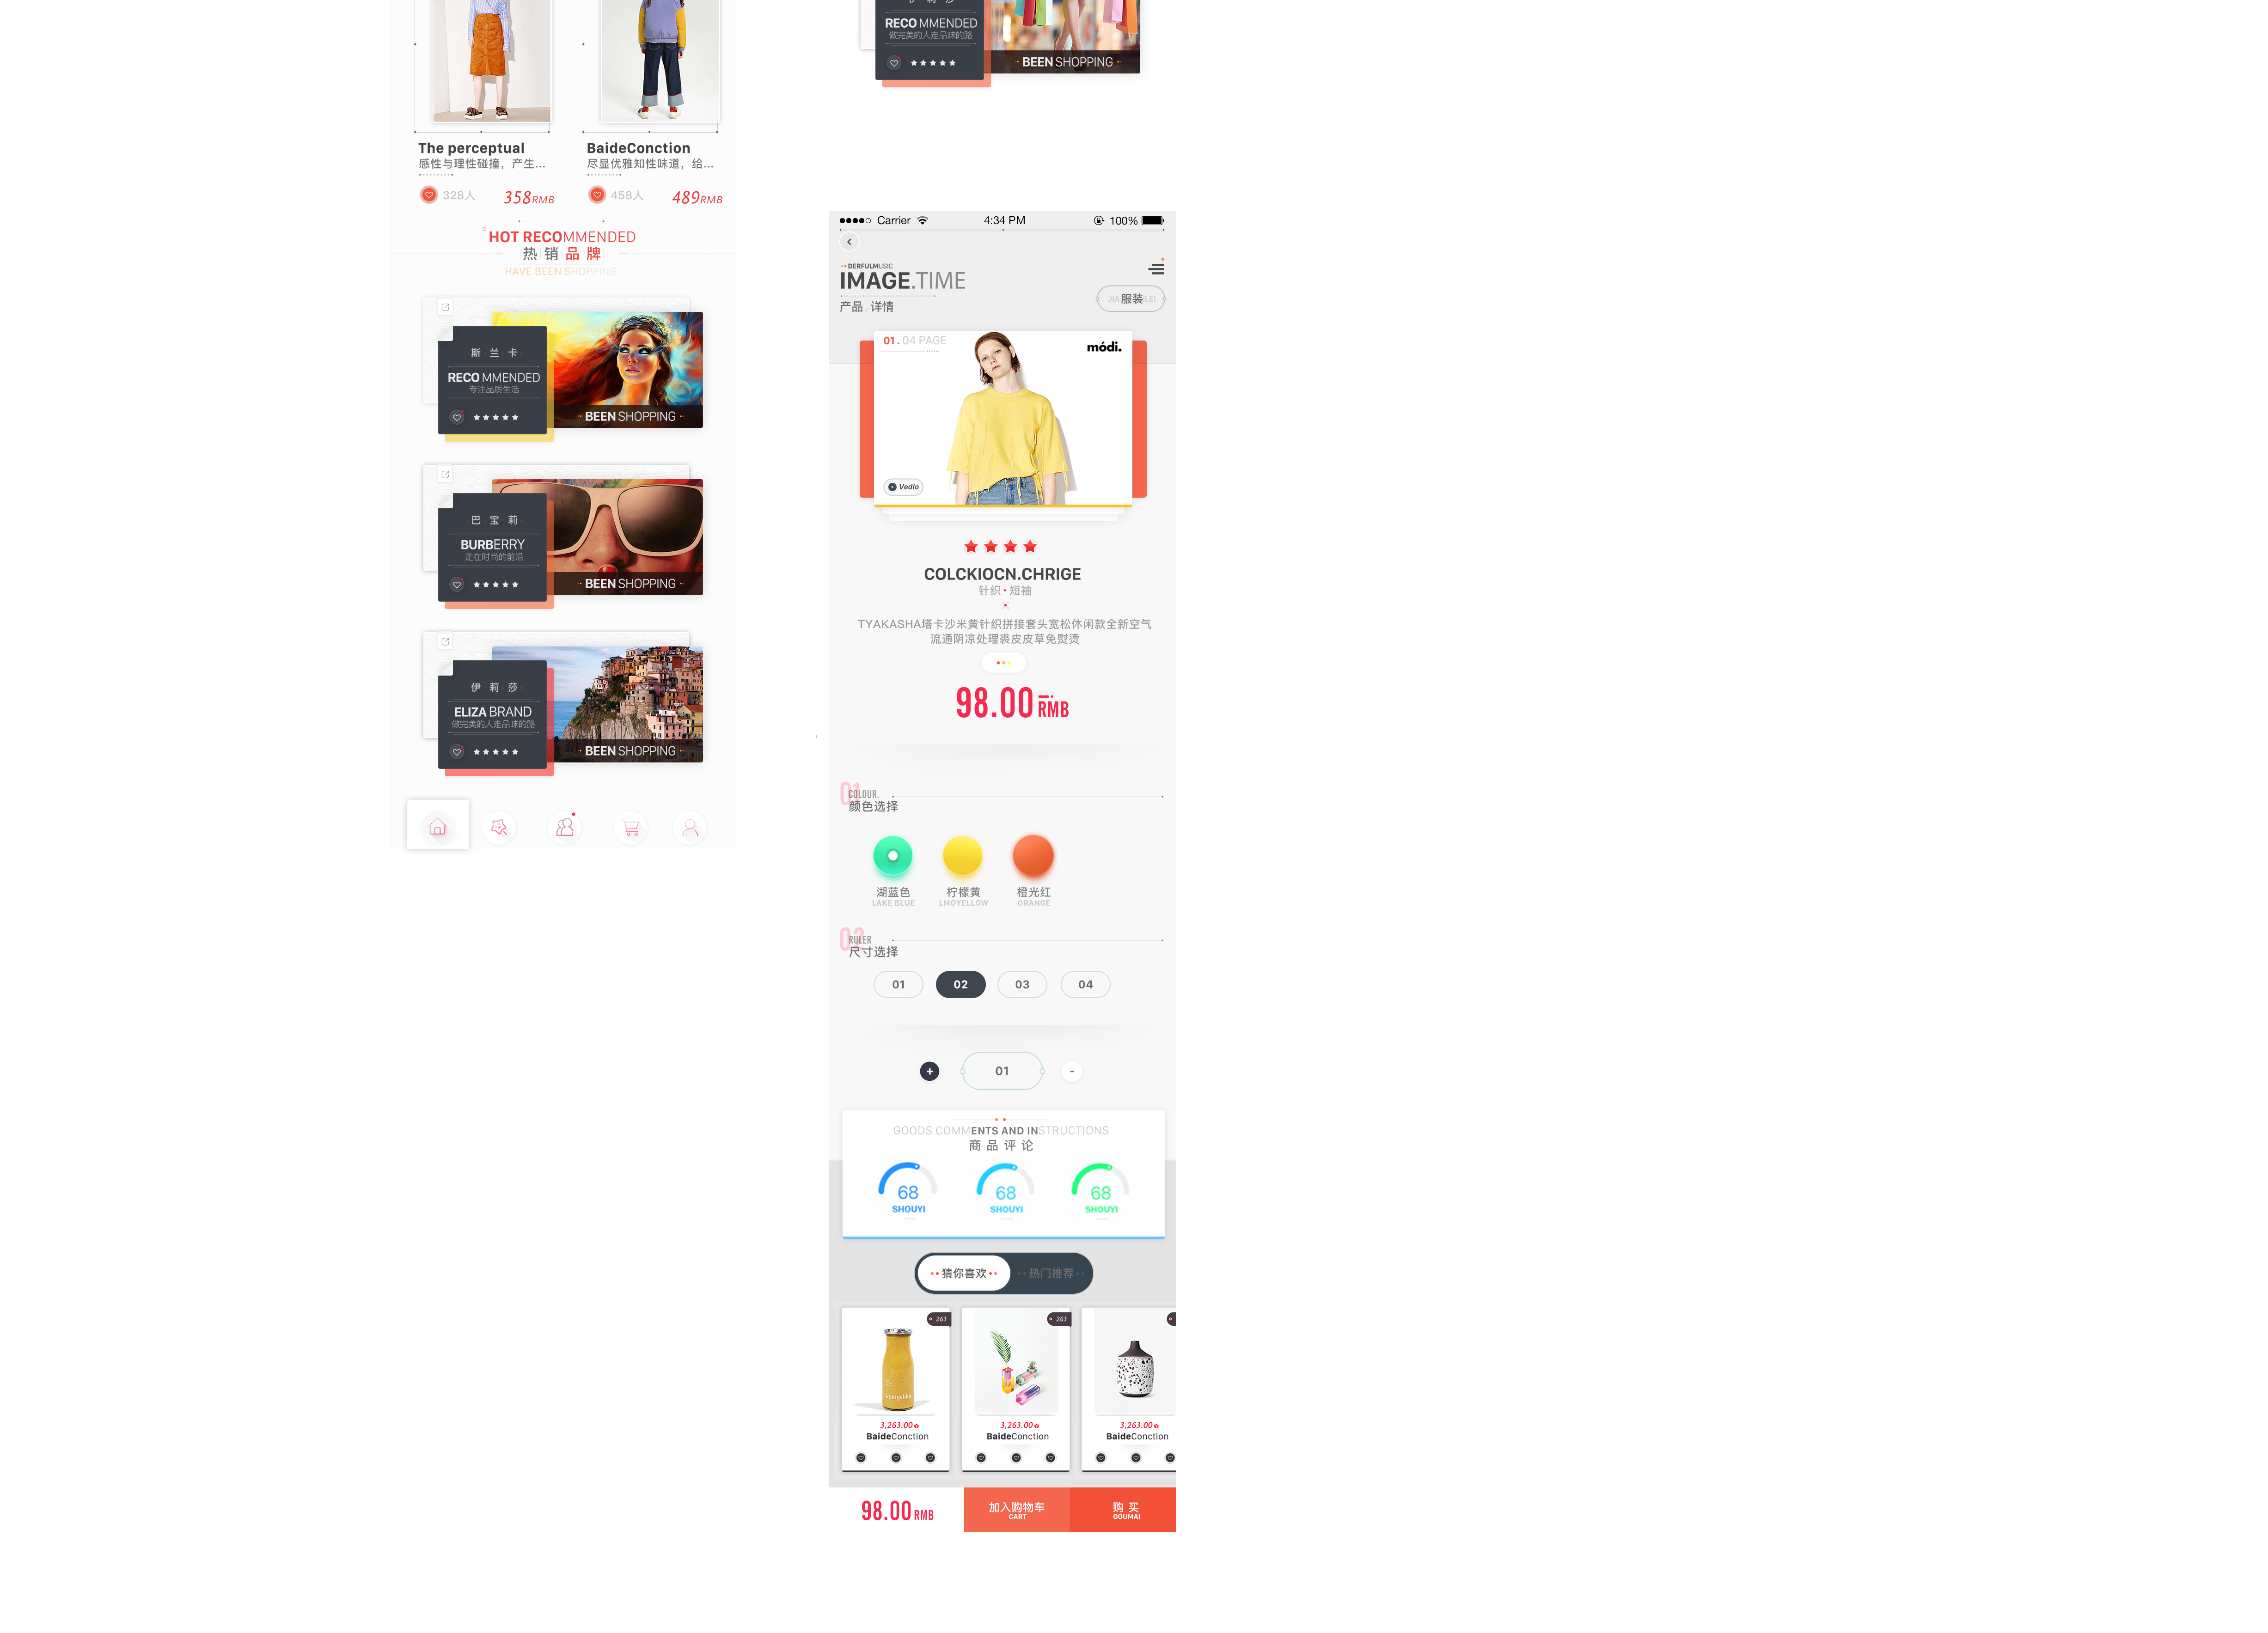 The perceptual
感性与理性碰撞，产生...
328人
358RMB
BaideConction
尽显优雅知性味道，给...
458人
489RMB
HOT RECOMMENDED
热销品牌
HAVE BEEN SHOPPING
斯 兰 卡
RECOMMENDED
专注品质生活
BEEN SHOPPING
巴 宝 莉
BURBERRY
走在时尚的前沿
BEEN SHOPPING
伊 莉 莎
ELIZA BRAND
做完美的人走品味的路
BEEN SHOPPING
RECOMMENDED
做完美的人走品味的路
BEEN SHOPPING
Carrier
4:34 PM
100%
DERFULMUSIC
IMAGE.TIME
产品 详情
JIA 服装 LEI
01. 04 PAGE
módi.
Vedio
COLCKIOCN.CHRIGE
针织·短袖
TYAKASHA塔卡沙米黄针织拼接套头宽松休闲款全新空气
流通阴凉处理裘皮皮草免熨烫
98.00 RMB
01
COLOUR.
颜色选择
湖蓝色
LAKE BLUE
柠檬黄
LMOYELLOW
橙光红
ORANGE
02
RULER
尺寸选择
01
02
03
04
+
01
-
GOODS COMMENTS AND INSTRUCTIONS
商品评论
68
SHOUYI
68
SHOUYI
68
SHOUYI
猜你喜欢
热门推荐
263
3,263.00
BaideConction
263
3,263.00
BaideConction
3,263.00
BaideConction
98.00 RMB
加入购物车
CART
购 买
GOUMAI